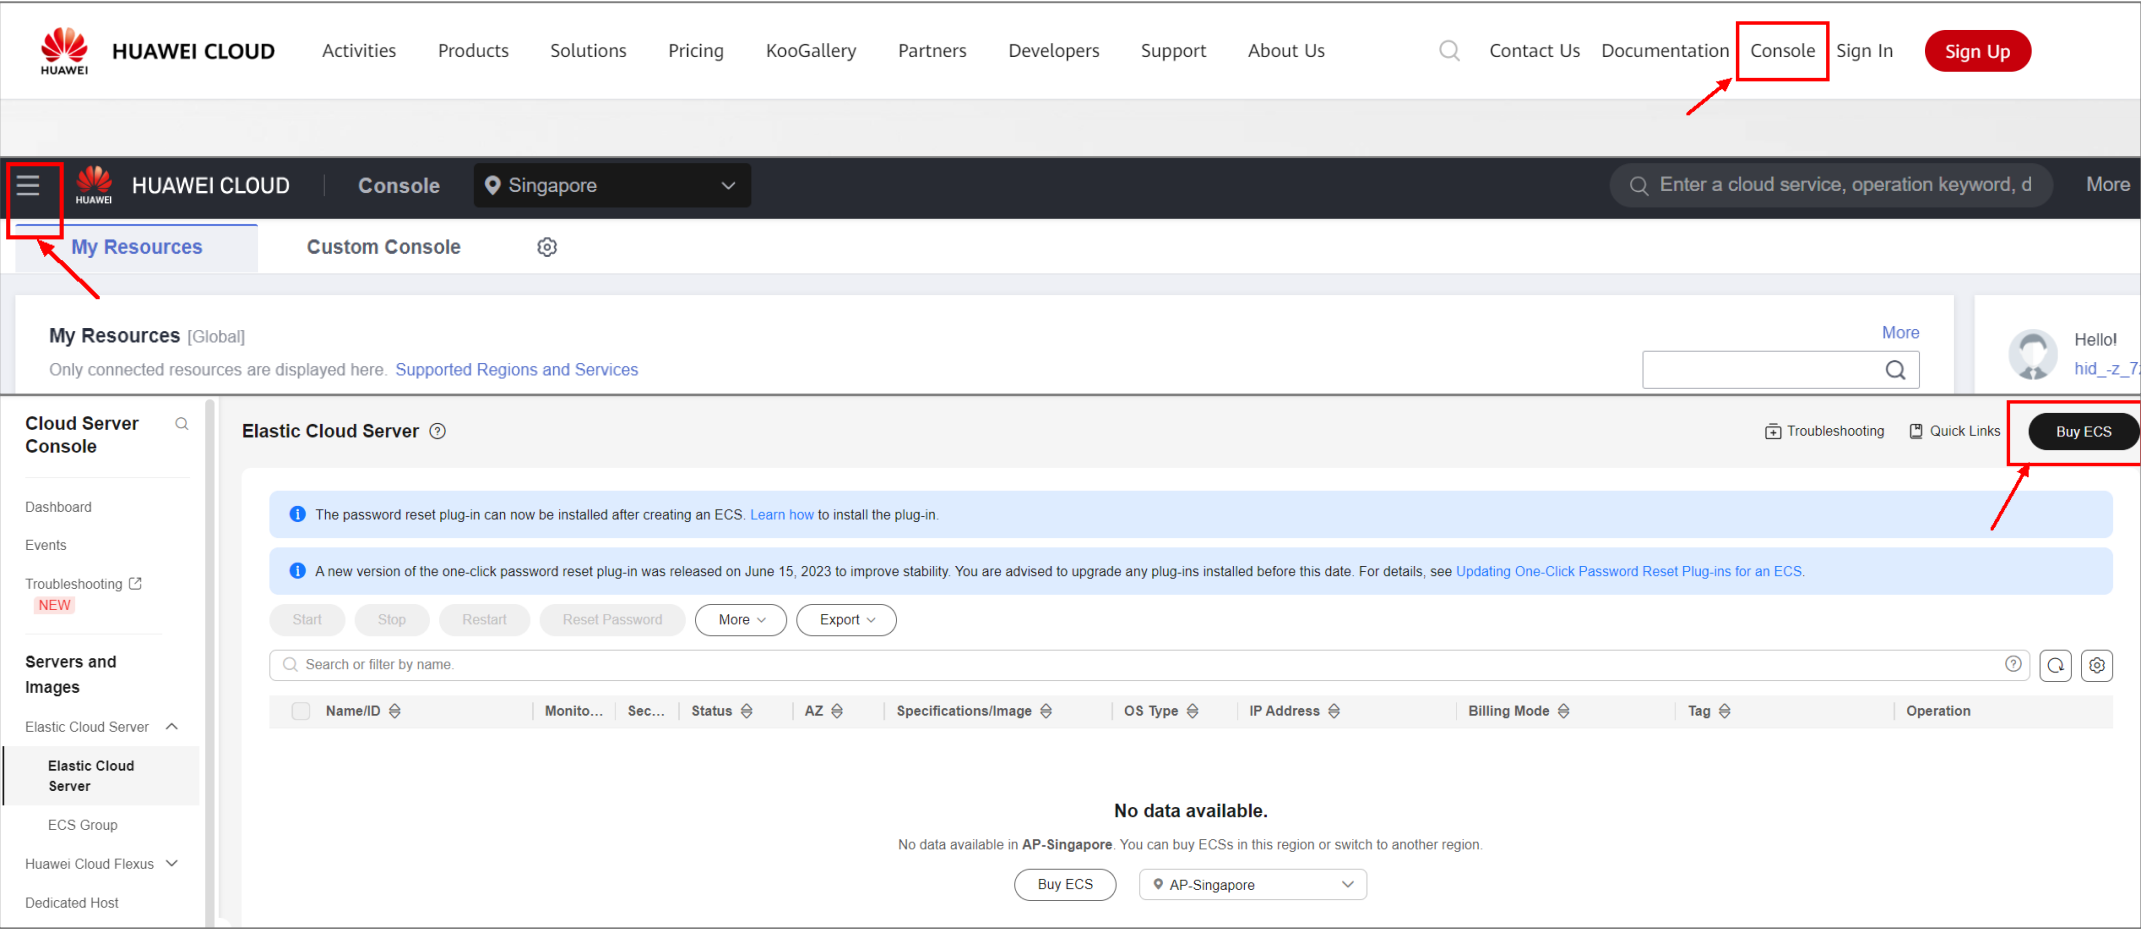 HUAWEI
HUAWEI CLOUD
Activities
Products
Solutions
Pricing
KooGallery
Partners
Developers
Support
About Us
Contact Us
Documentation
Console
Sign In
Sign Up
HUAWEI
HUAWEI CLOUD
Console
Singapore
Enter a cloud service, operation keyword, d
More
My Resources
Custom Console
My Resources [Global]
More
Only connected resources are displayed here. Supported Regions and Services
Hello!
hid_-z_7
Cloud Server
Console
Elastic Cloud Server
Troubleshooting
Quick Links
Buy ECS
Dashboard
Events
Troubleshooting
NEW
Servers and
Images
Elastic Cloud Server
Elastic Cloud
Server
ECS Group
Huawei Cloud Flexus
Dedicated Host
The password reset plug-in can now be installed after creating an ECS. Learn how to install the plug-in.
A new version of the one-click password reset plug-in was released on June 15, 2023 to improve stability. You are advised to upgrade any plug-ins installed before this date. For details, see Updating One-Click Password Reset Plug-ins for an ECS.
Start
Stop
Restart
Reset Password
More
Export
Search or filter by name.
Name/ID
Monito...
Sec...
Status
AZ
Specifications/Image
OS Type
IP Address
Billing Mode
Tag
Operation
No data available.
No data available in AP-Singapore. You can buy ECSs in this region or switch to another region.
Buy ECS
AP-Singapore